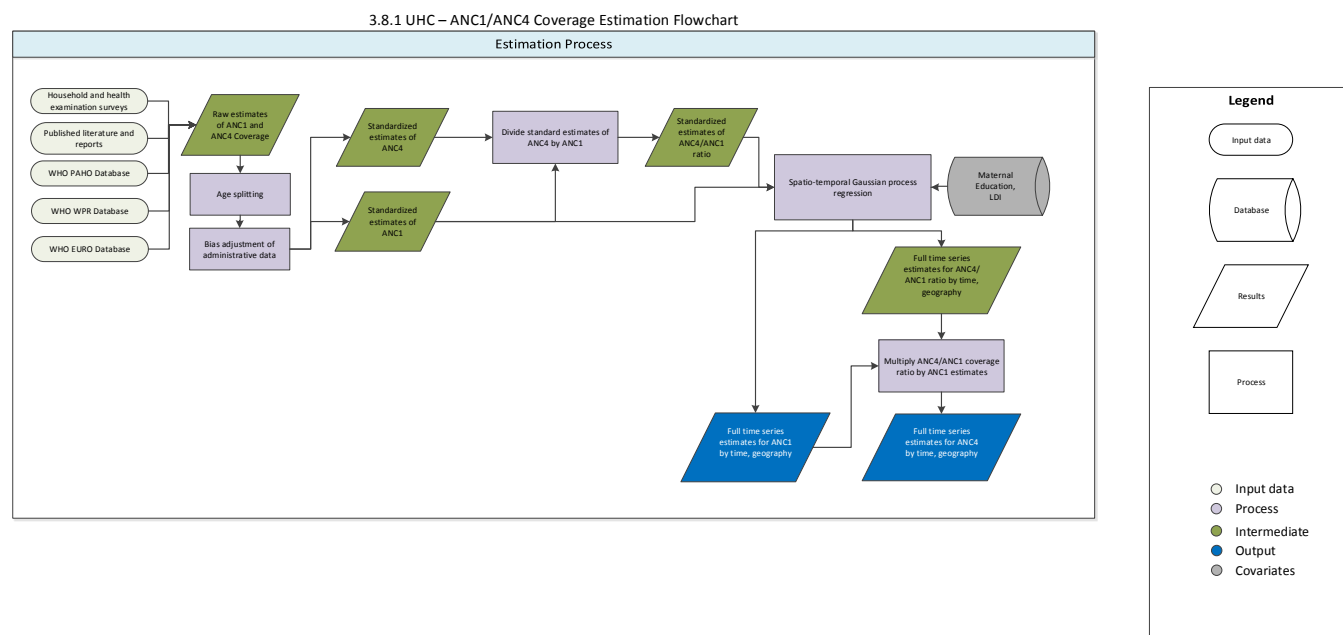 3.8.1 UHC – ANC1/ANC4 Coverage Estimation Flowchart
Estimation Process
Household and health
examination surveys
Published literature and
reports
WHO PAHO Database
WHO WPR Database
WHO EURO Database
Raw estimates
of ANC1 and
ANC4 Coverage
Age splitting
Bias adjustment of
administrative data
Standardized
estimates of
ANC4
Standardized
estimates of
ANC1
Divide standard estimates of
ANC4 by ANC1
Standardized
estimates of
ANC4/ANC1
ratio
Spatio-temporal Gaussian process
regression
Maternal
Education,
LDI
Full time series
estimates for ANC4/
ANC1 ratio by time,
geography
Multiply ANC4/ANC1 coverage
ratio by ANC1 estimates
Full time series
estimates for ANC1
by time, geography
Full time series
estimates for ANC4
by time, geography
Legend
Input data
Database
Results
Process
Input data
Process
Intermediate
Output
Covariates